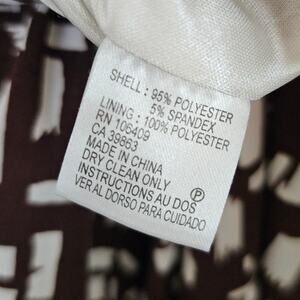 SHELL : 95% POLYESTER
5% SPANDEX
LINING : 100% POLYESTER
RN 106409
CA 39863
MADE IN CHINA
DRY CLEAN ONLY
INSTRUCTIONS AU DOS
VER AL DORSO PARA CUIDADO
P